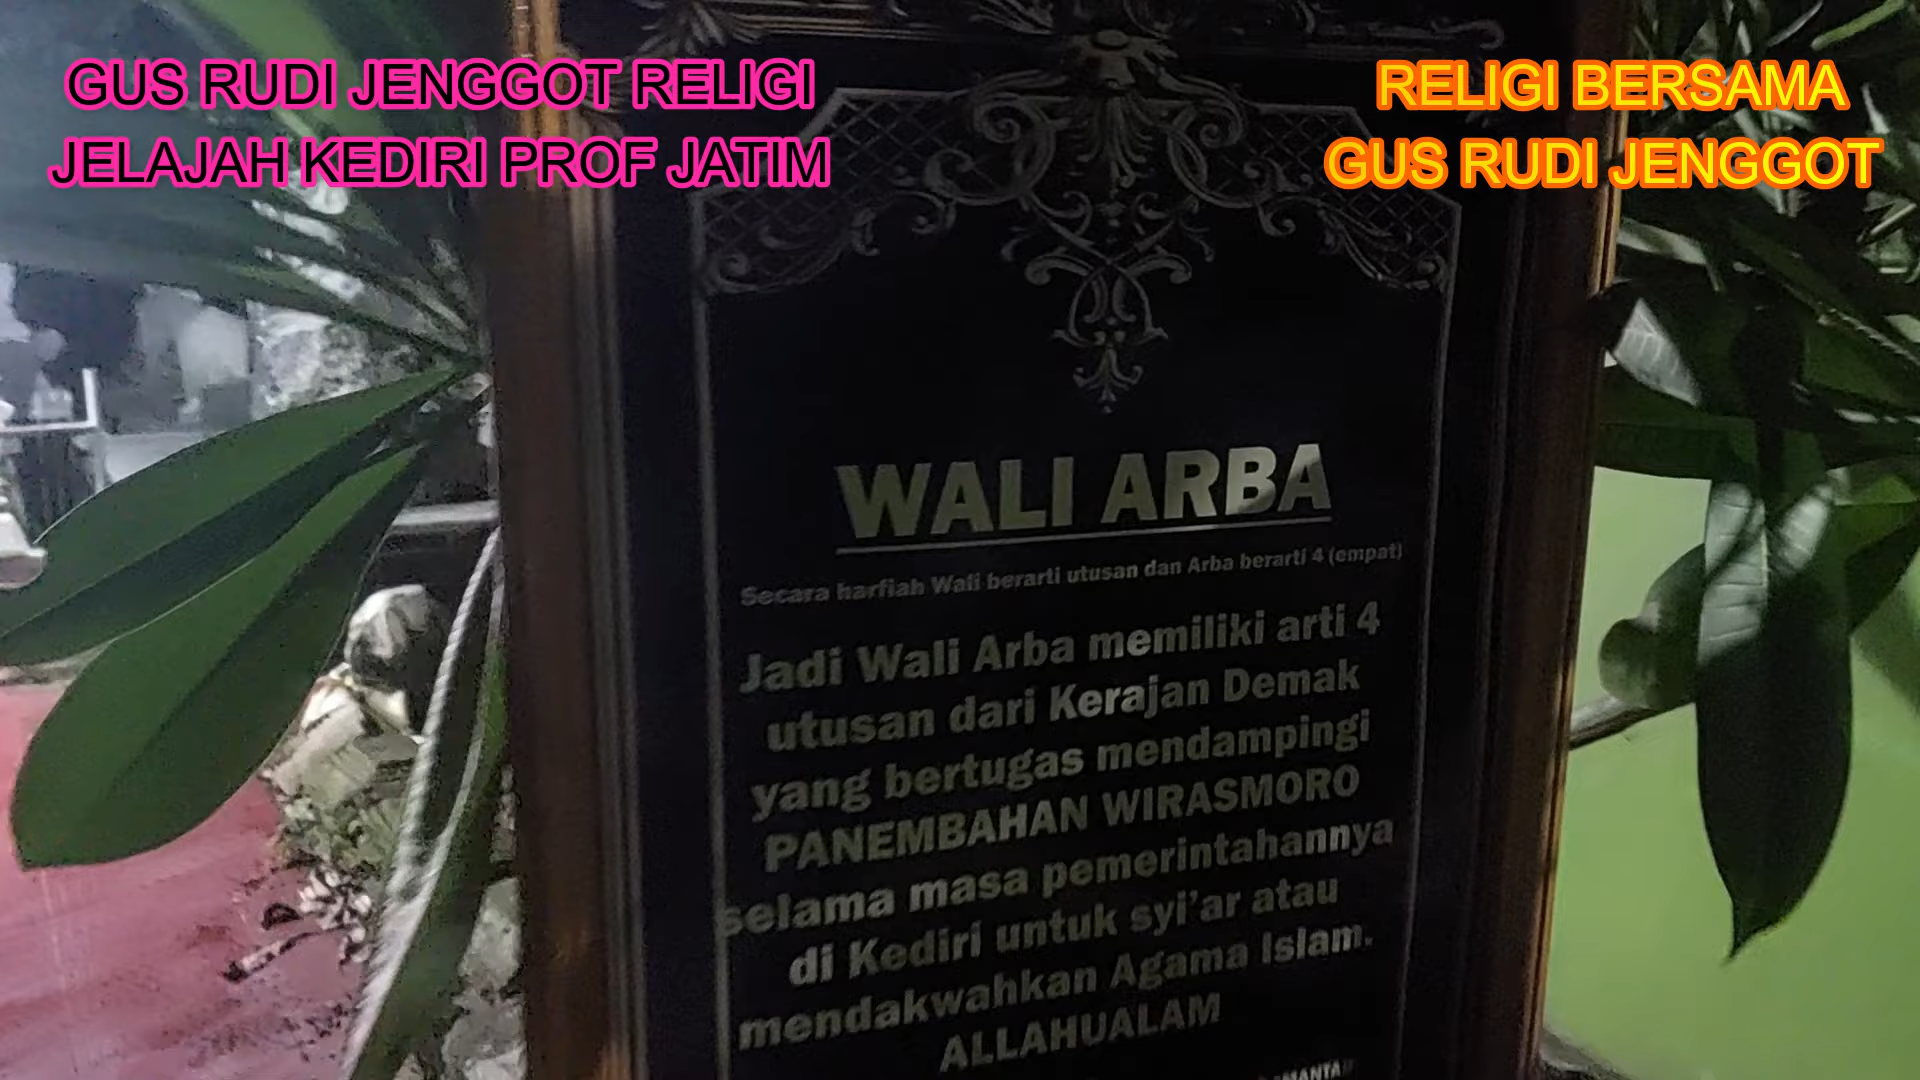 GUS RUDI JENGGOT RELIGI
JELAJAH KEDIRI PROF JATIM
RELIGI BERSAMA
GUS RUDI JENGGOT
WALI ARBA
Secara harfiah Wali berarti utusan dan Arba berarti 4 (empat)
Jadi Wali Arba memiliki arti 4
utusan dari Kerajan Demak
yang bertugas mendampingi
PANEMBAHAN WIRASMORO
selama masa pemerintahannya
di Kediri untuk syi'ar atau
mendakwahkan Agama Islam.
ALLAHUALAM